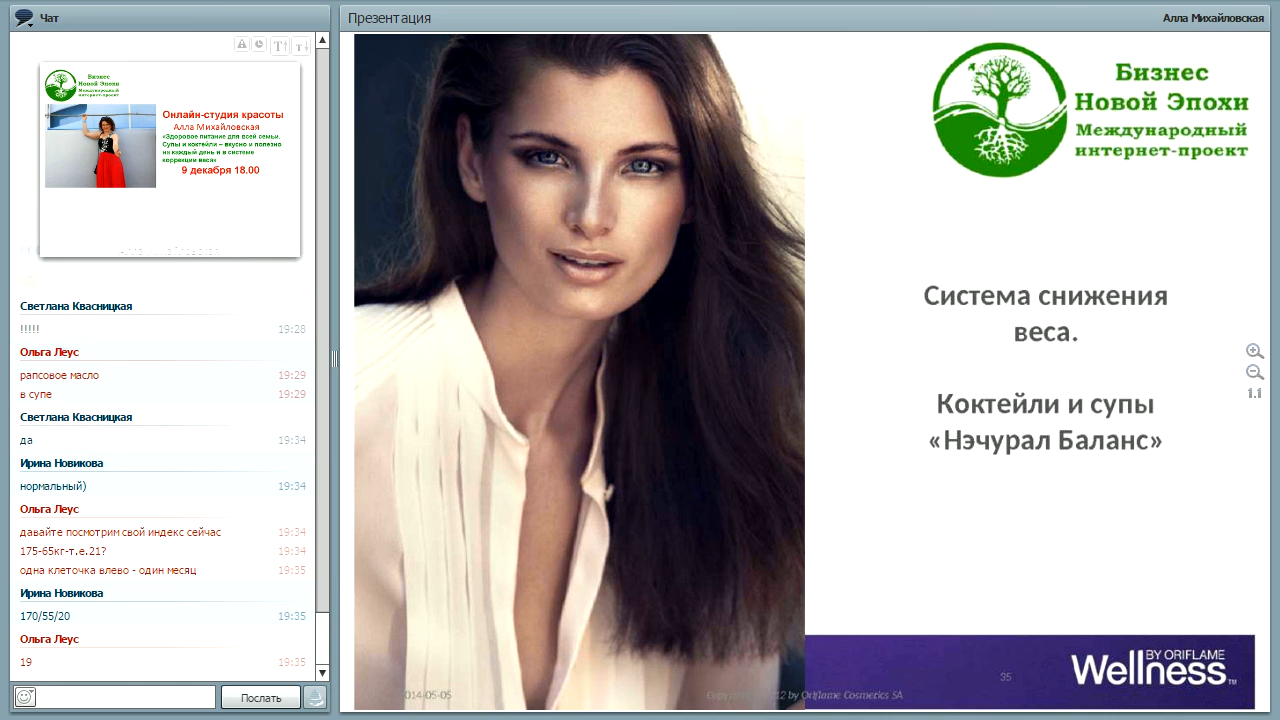 Чат
Бизнес
Новой Эпохи
Международный
интернет-проект
Онлайн-студия красоты
Алла Михайловская
«Здоровое питание для всей семьи.
Супы и коктейли – вкусно и полезно
на каждый день и в системе
коррекции веса»
9 декабря 18.00
Светлана Квасницкая
!!!!! 19:28
Ольга Леус
рапсовое масло 19:29
в супе 19:29
Светлана Квасницкая
да 19:34
Ирина Новикова
нормальный) 19:34
Ольга Леус
давайте посмотрим свой индекс сейчас 19:34
175-65кг-т.е.21? 19:34
одна клеточка влево - один месяц 19:35
Ирина Новикова
170/55/20 19:35
Ольга Леус
19 19:35
Послать
Презентация
Алла Михайловская
Бизнес
Новой Эпохи
Международный
интернет-проект
Система снижения
веса.
Коктейли и супы
«Нэчурал Баланс»
1.1
BY ORIFLAME
Wellness™
35
014-05-05
by Oriflame Cosmetics SA